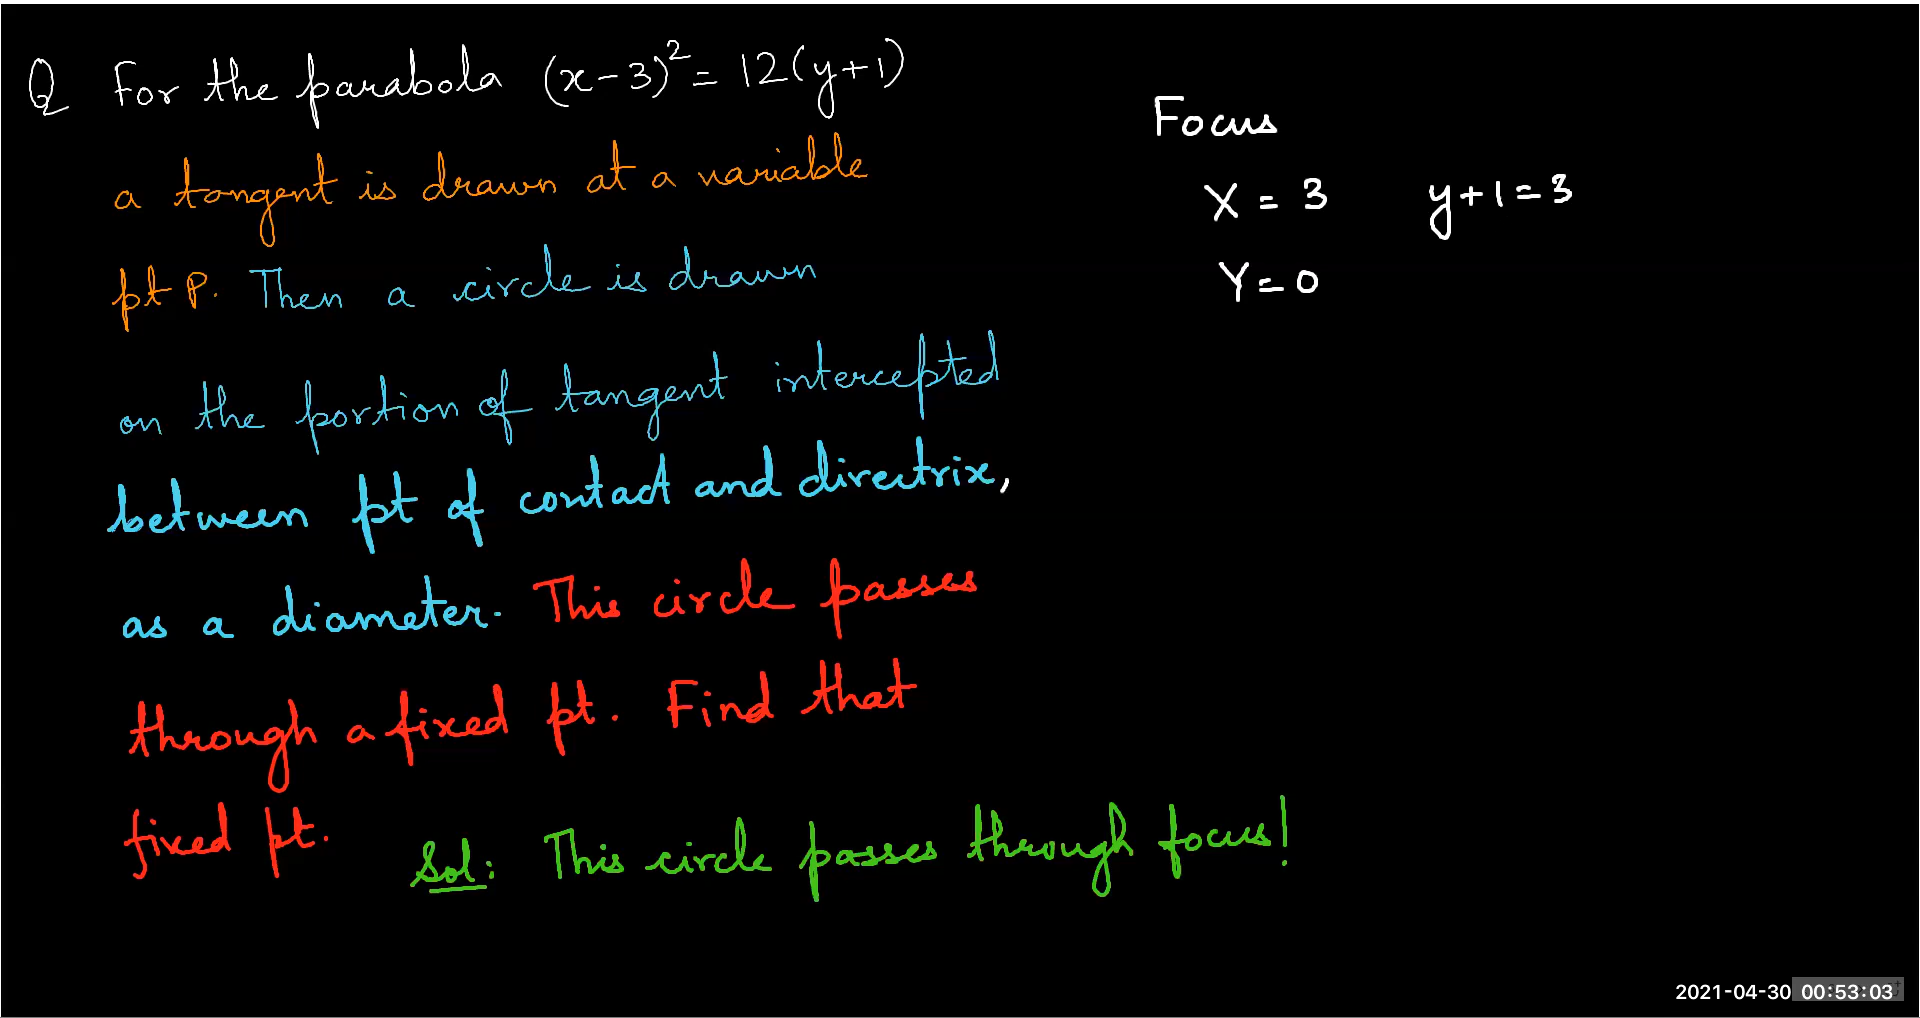 Q For the parabola (x-3)² = 12(y+1)
a tangent is drawn at a variable
pt P. Then a circle is drawn
on the portion of tangent intercepted
between pt of contact and directrix,
as a diameter. This circle passes
through a fixed pt. Find that
fixed pt.
Sol: This circle passes through focus!
Focus
X = 3 y+1=3
Y=0
2021-04-30 00:53:03